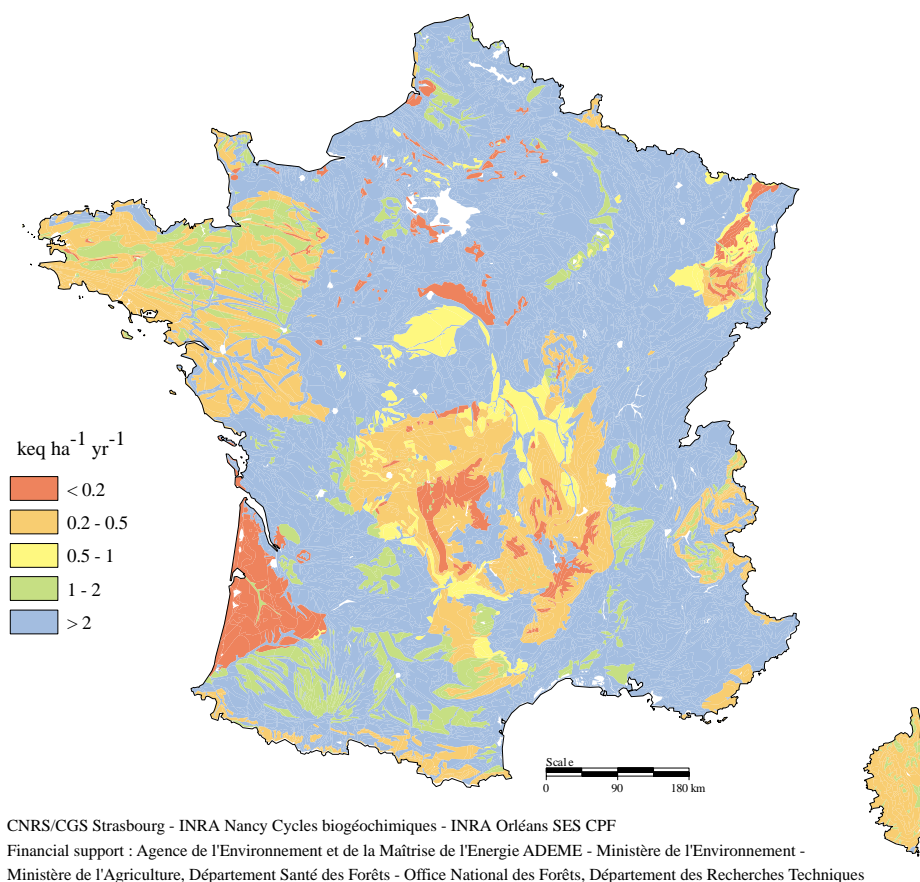 keq ha⁻¹ yr⁻¹
< 0.2
0.2 - 0.5
0.5 - 1
1 - 2
> 2
Scale
0 90 180 km
CNRS/CGS Strasbourg - INRA Nancy Cycles biogéochimiques - INRA Orléans SES CPF
Financial support : Agence de l'Environnement et de la Maîtrise de l'Energie ADEME - Ministère de l'Environnement -
Ministère de l'Agriculture, Département Santé des Forêts - Office National des Forêts, Département des Recherches Techniques